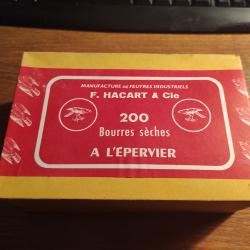 MANUFACTURE DE FEUTRES INDUSTRIELS
F. HACART & Cie
200
Bourres sèches
A L'ÉPERVIER